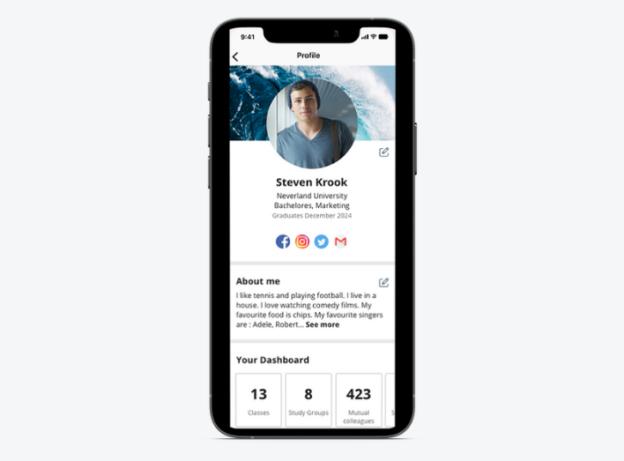 9:41
Profile
Steven Krook
Neverland University
Bachelores, Marketing
Graduates December 2024
About me
I like tennis and playing football. I live in a
house. I love watching comedy films. My
favourite food is chips. My favourite singers
are : Adele, Robert... See more
Your Dashboard
13
Classes
8
Study Groups
423
Mutual
colleagues
S